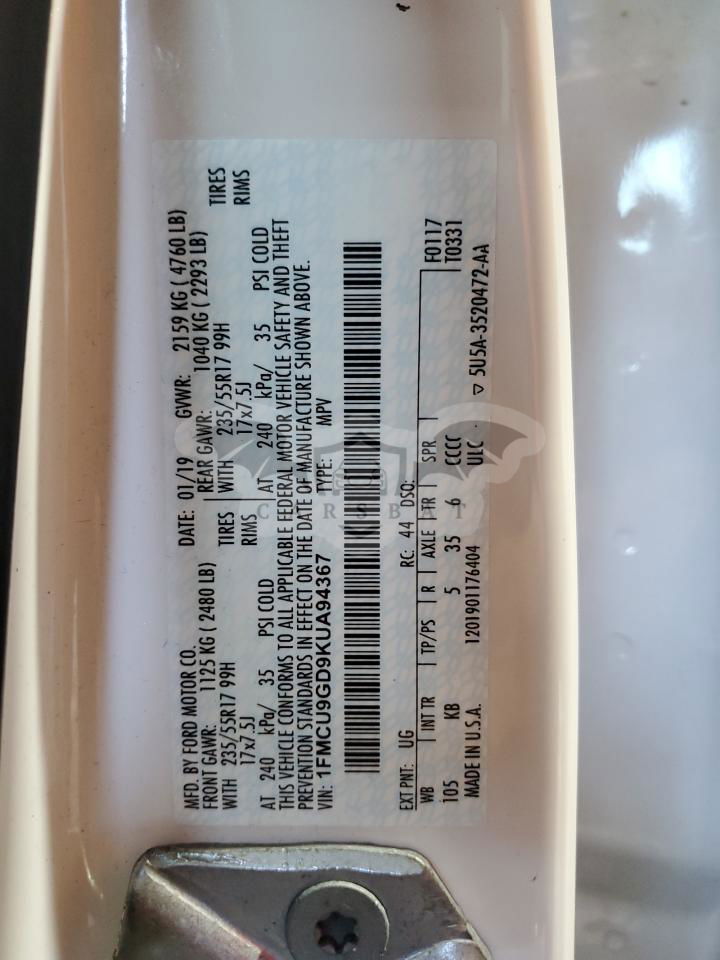 MFD. BY FORD MOTOR CO.
DATE: 01/19 GVWR: 2159 KG ( 4760 LB)
FRONT GAWR: 1125 KG ( 2480 LB)
REAR GAWR: 1040 KG ( 2293 LB)
WITH 235/55R17 99H TIRES
WITH 235/55R17 99H TIRES
17x7.5J RIMS
17x7.5J RIMS
AT 240 kPa/ 35 PSI COLD
AT 240 kPa/ 35 PSI COLD
THIS VEHICLE CONFORMS TO ALL APPLICABLE FEDERAL MOTOR VEHICLE SAFETY AND THEFT
PREVENTION STANDARDS IN EFFECT ON THE DATE OF MANUFACTURE SHOWN ABOVE.
VIN: 1FMCU9GD9KUA94367 TYPE: MPV
EXT PNT: UG RC: 44 DSO: F0117
WB INT TR TP/PS R AXLE TR SPR T0331
105 KB 5 35 6 CCCC
MADE IN U.S.A. 1201901176404 UILC ▽ 5U5A-3520472-AA
CARSBAT